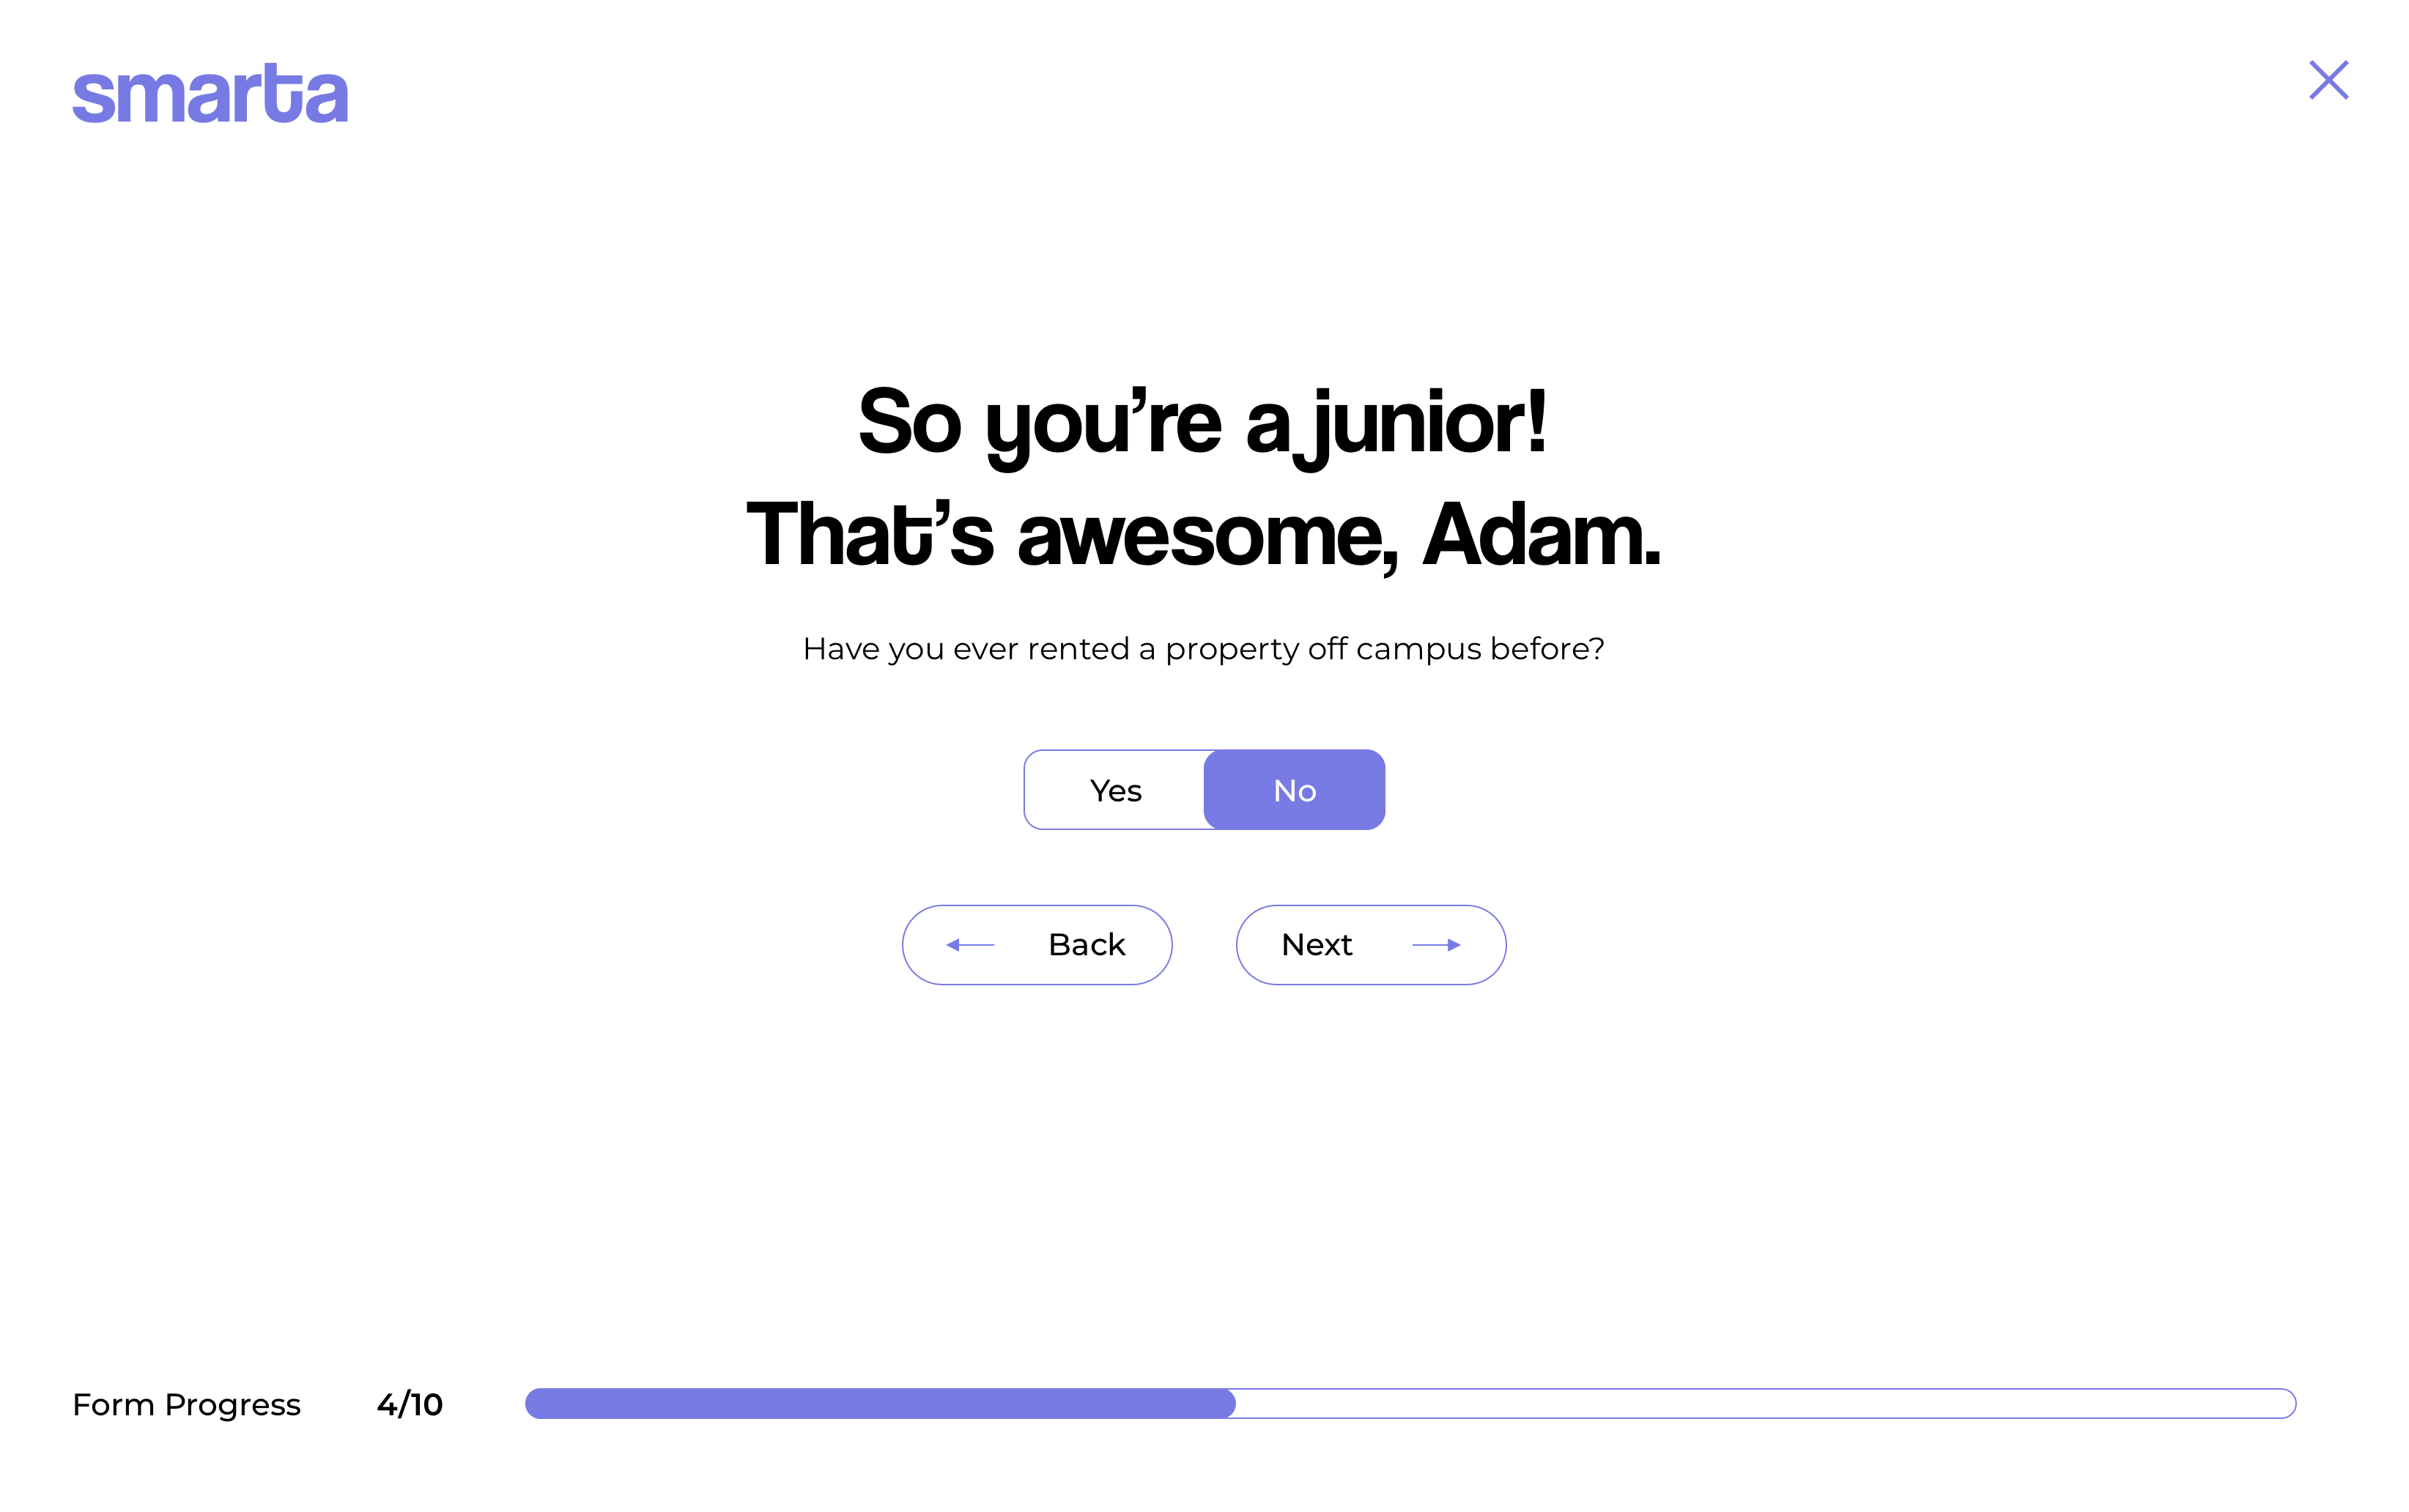 smarta
So you’re a junior!
That’s awesome, Adam.
Have you ever rented a property off campus before?
Yes No
Back Next
Form Progress 4/10